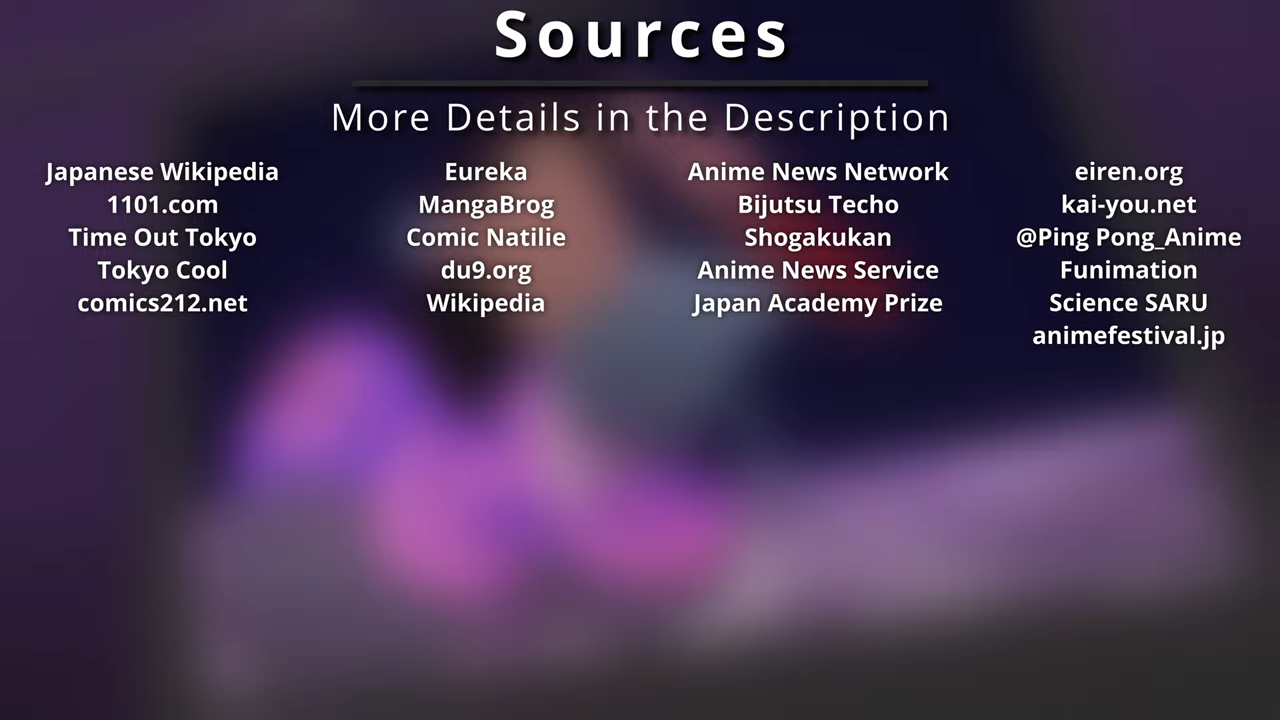 Sources
More Details in the Description
Japanese Wikipedia
1101.com
Time Out Tokyo
Tokyo Cool
comics212.net
Eureka
MangaBrog
Comic Natilie
du9.org
Wikipedia
Anime News Network
Bijutsu Techo
Shogakukan
Anime News Service
Japan Academy Prize
eiren.org
kai-you.net
@Ping Pong_Anime
Funimation
Science SARU
animefestival.jp